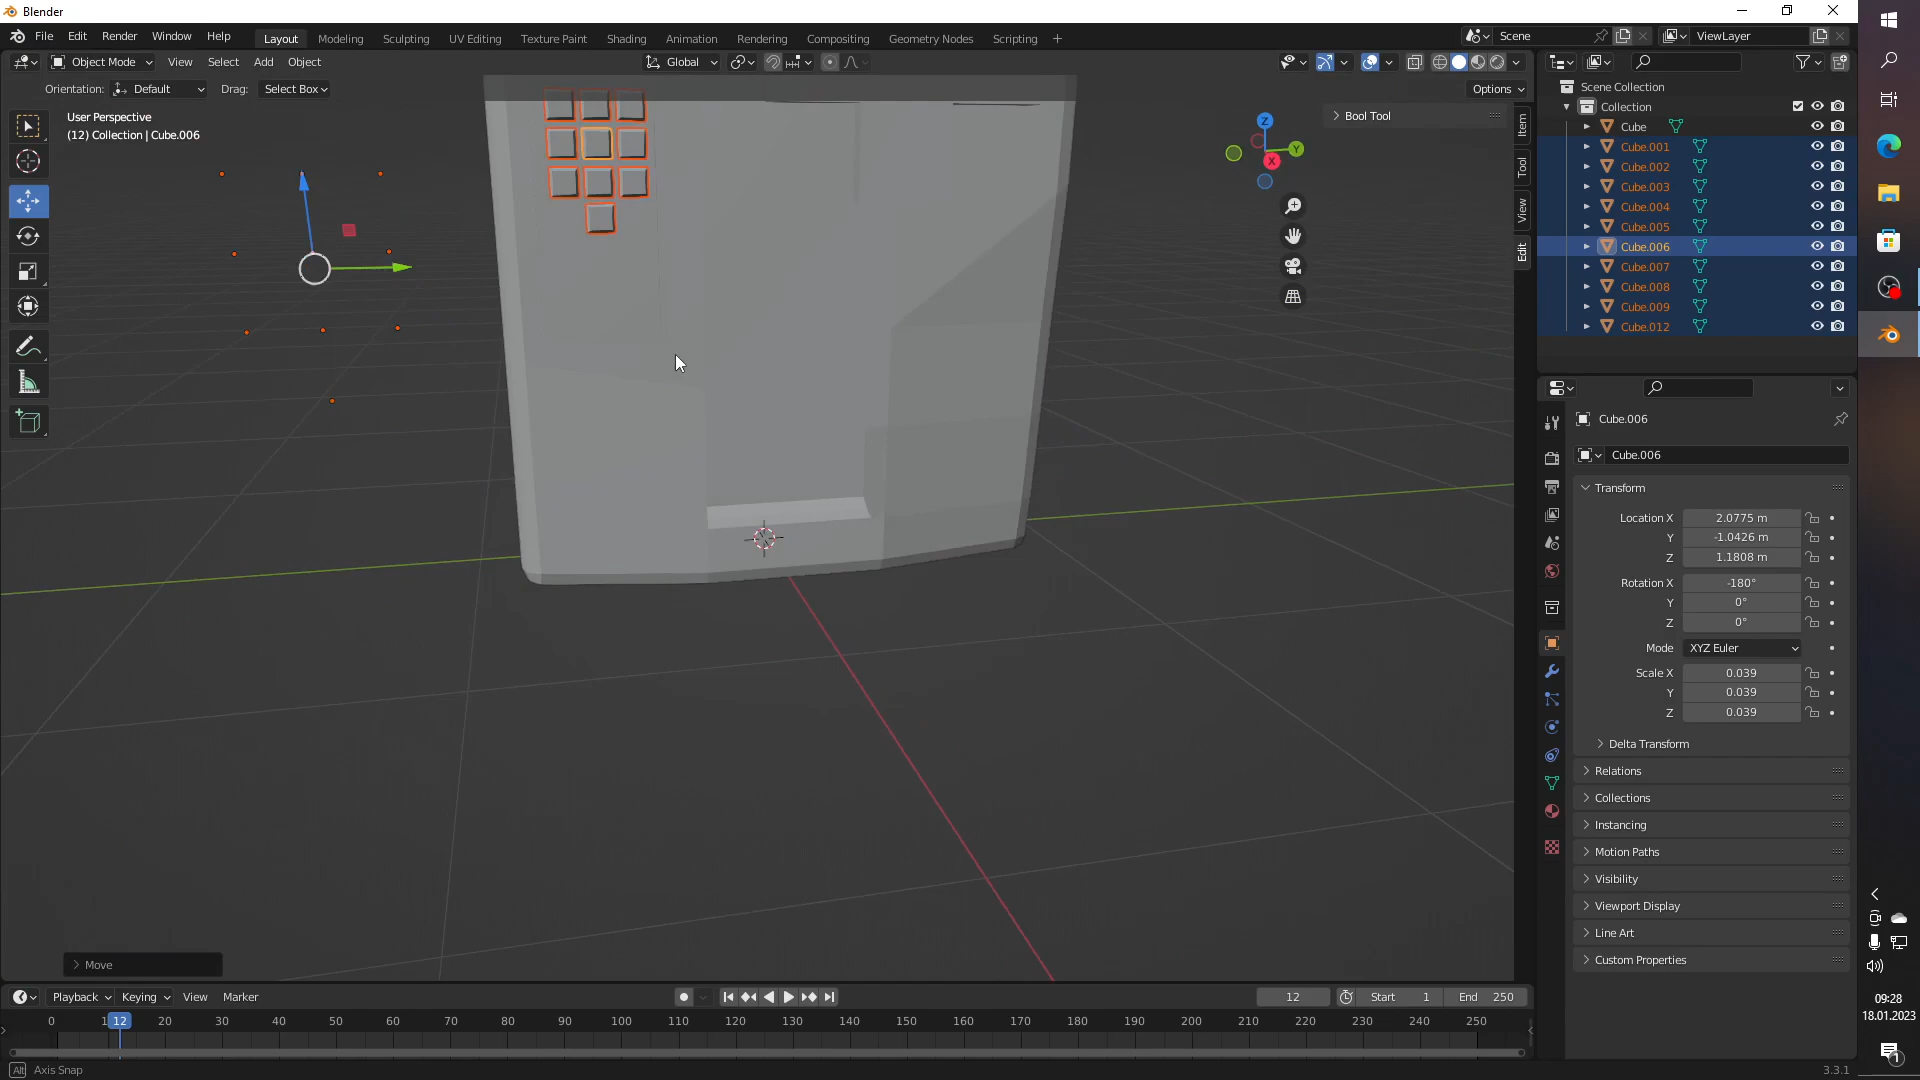 Blender
File Edit Render Window Help Layout Modeling Sculpting UV Editing Texture Paint Shading Animation Rendering Compositing Geometry Nodes Scripting + Scene ViewLayer
Object Mode View Select Add Object Global
Orientation: Default Drag: Select Box Options
User Perspective
(12) Collection | Cube.006
Bool Tool
Z
Y
X
Item
Tool
View
Edit
Scene Collection
Collection
Cube
Cube.001
Cube.002
Cube.003
Cube.004
Cube.005
Cube.006
Cube.007
Cube.008
Cube.009
Cube.012
Cube.006
Cube.006
Transform
Location X 2.0775 m
Y -1.0426 m
Z 1.1808 m
Rotation X -180°
Y 0°
Z 0°
Mode XYZ Euler
Scale X 0.039
Y 0.039
Z 0.039
Delta Transform
Relations
Collections
Instancing
Motion Paths
Visibility
Viewport Display
Line Art
Custom Properties
Move
Playback Keying View Marker 12 Start 1 End 250
0 1 12 20 30 40 50 60 70 80 90 100 110 120 130 140 150 160 170 180 190 200 210 220 230 240 250
Alt Axis Snap 3.3.1
09:28
18.01.2023
1